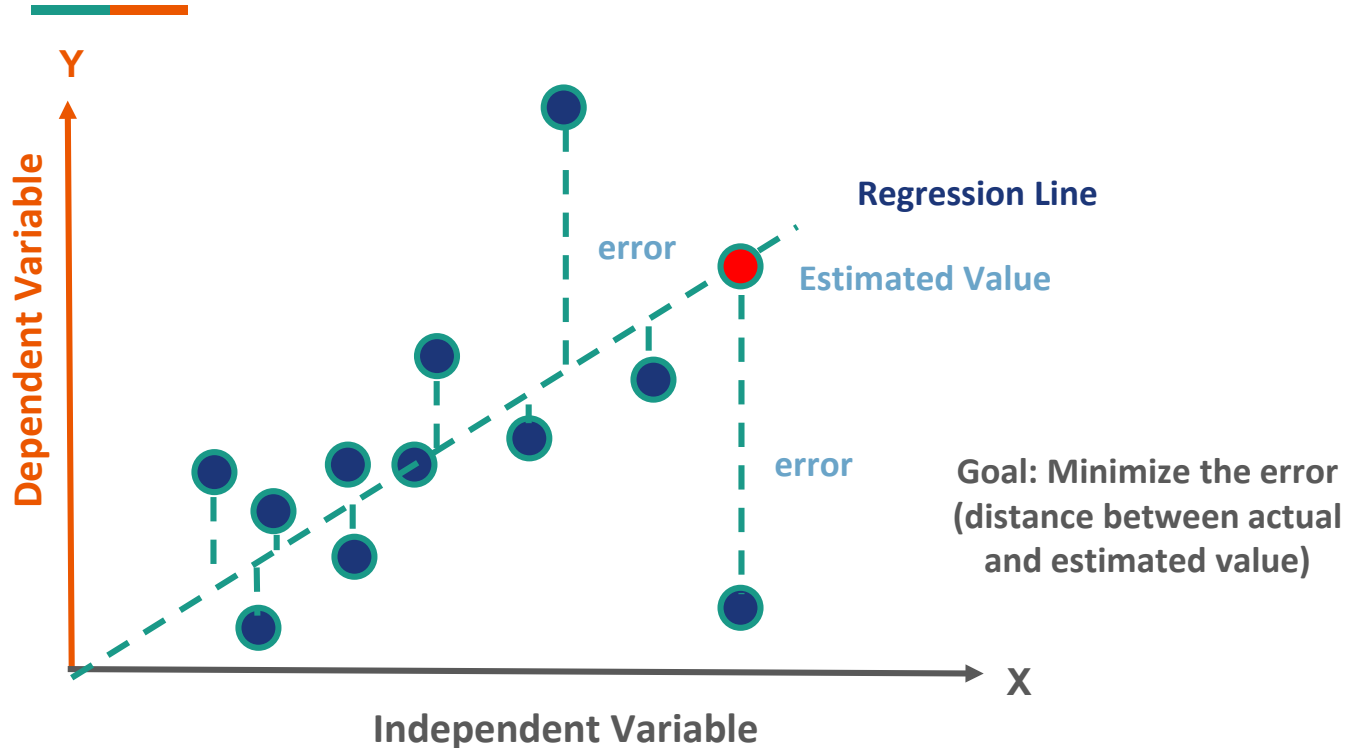 Y
Dependent Variable
Regression Line
error
Estimated Value
error
Goal: Minimize the error
(distance between actual
and estimated value)
X
Independent Variable